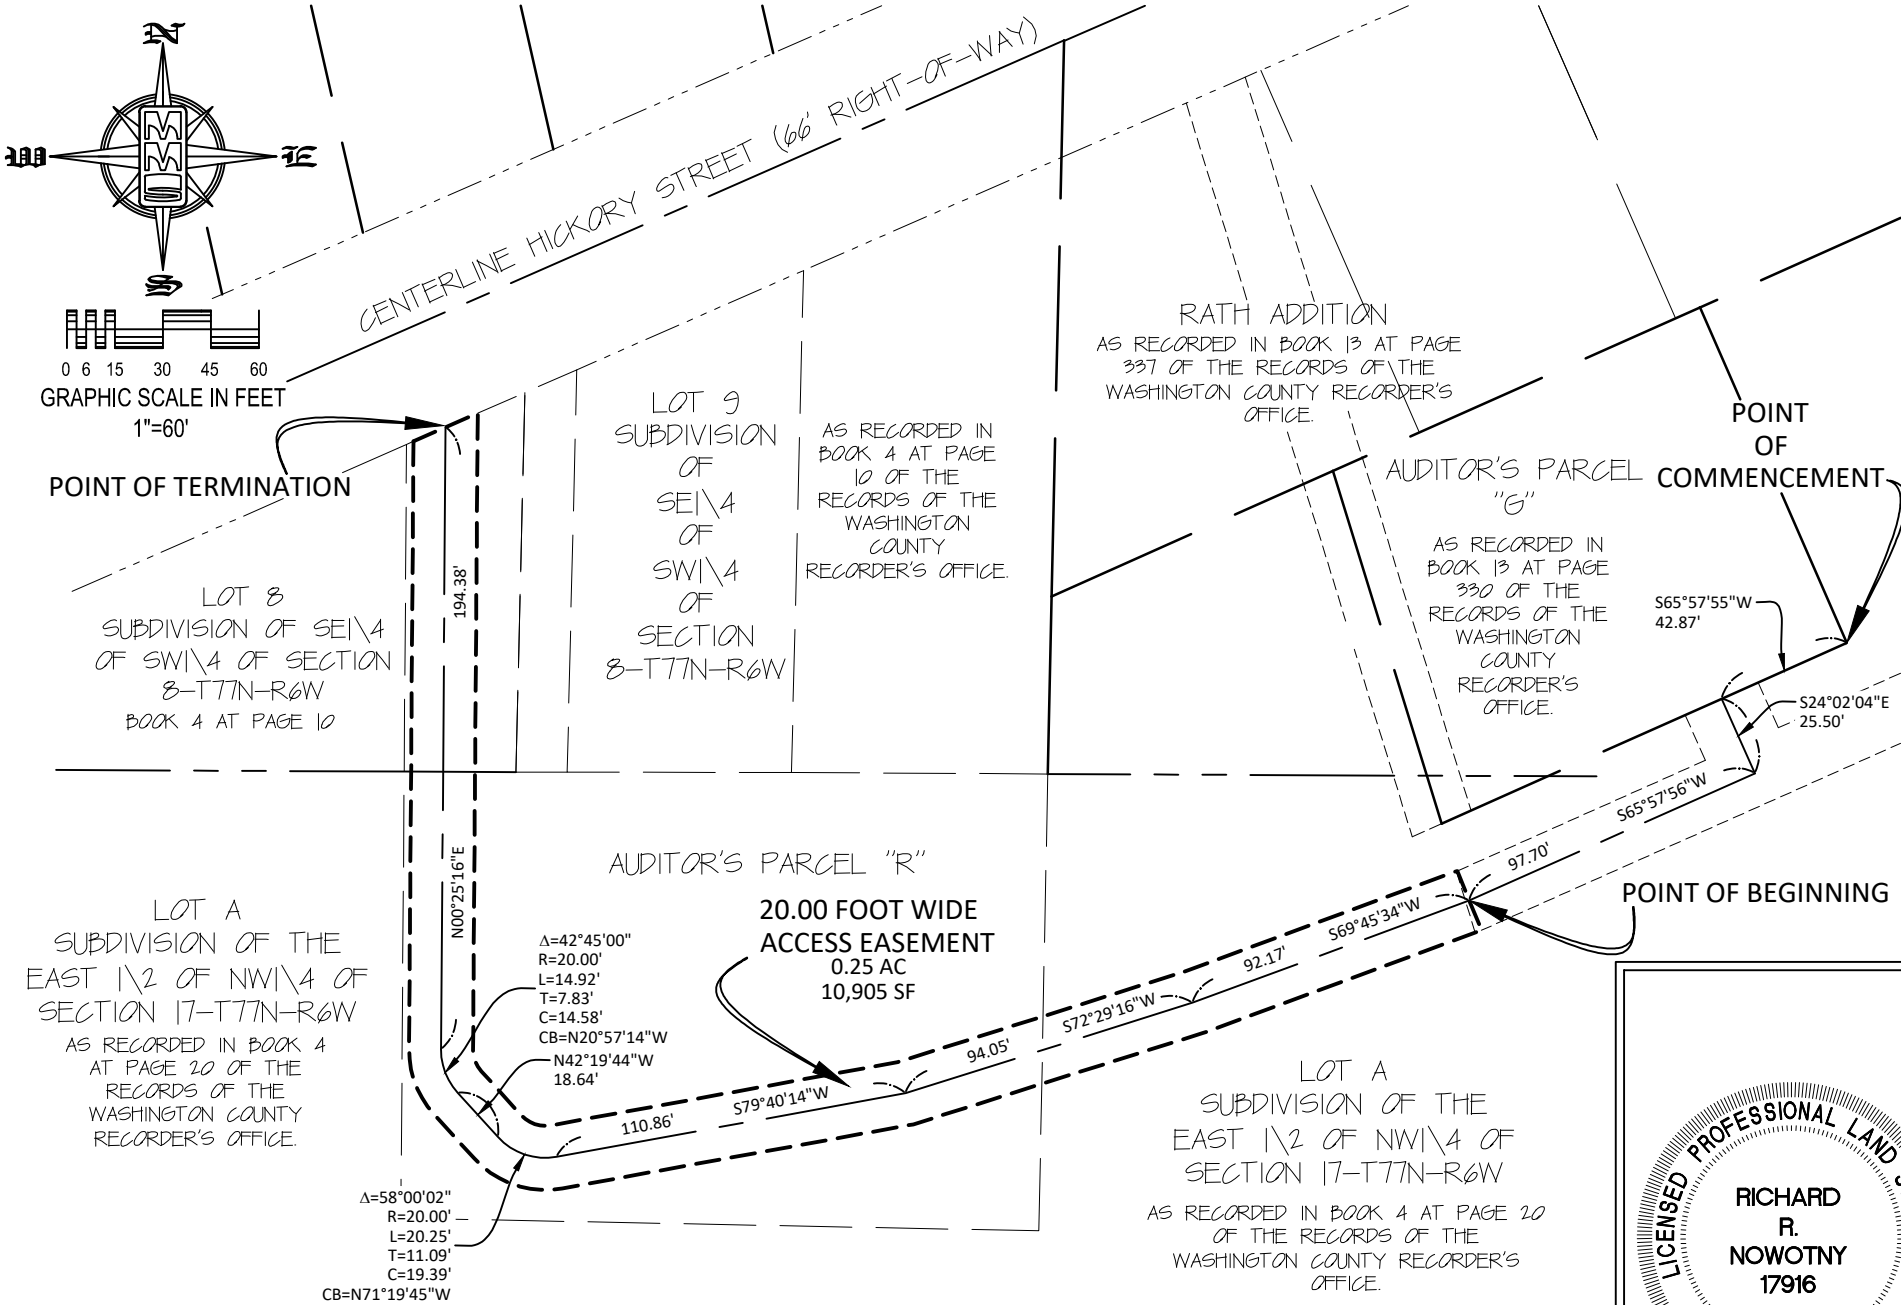 N
W
E
S
0 6 15 30 45 60
GRAPHIC SCALE IN FEET
1"=60'
CENTERLINE HICKORY STREET (66' RIGHT-OF-WAY)
POINT OF TERMINATION
LOT 8
SUBDIVISION OF SE1\4
OF SW1\4 OF SECTION
8-T77N-R6W
BOOK 4 AT PAGE 10
194.38'
N00°25'16"E
LOT 9
SUBDIVISION
OF
SE1\4
OF
SW1\4
OF
SECTION
8-T77N-R6W
AS RECORDED IN
BOOK 4 AT PAGE
10 OF THE
RECORDS OF THE
WASHINGTON
COUNTY
RECORDER'S OFFICE.
RATH ADDITION
AS RECORDED IN BOOK 13 AT PAGE
337 OF THE RECORDS OF THE
WASHINGTON COUNTY RECORDER'S
OFFICE.
AUDITOR'S PARCEL
"G"
AS RECORDED IN
BOOK 13 AT PAGE
330 OF THE
RECORDS OF THE
WASHINGTON
COUNTY
RECORDER'S
OFFICE.
POINT
OF
COMMENCEMENT
S65°57'55"W
42.87'
S24°02'04"E
25.50'
S65°57'56"W
97.70'
POINT OF BEGINNING
AUDITOR'S PARCEL "R"
20.00 FOOT WIDE
ACCESS EASEMENT
0.25 AC
10,905 SF
S69°45'34"W
92.17'
S72°29'16"W
94.05'
S79°40'14"W
110.86'
Δ=42°45'00"
R=20.00'
L=14.92'
T=7.83'
C=14.58'
CB=N20°57'14"W
N42°19'44"W
18.64'
Δ=58°00'02"
R=20.00'
L=20.25'
T=11.09'
C=19.39'
CB=N71°19'45"W
LOT A
SUBDIVISION OF THE
EAST 1\2 OF NW1\4 OF
SECTION 17-T77N-R6W
AS RECORDED IN BOOK 4
AT PAGE 20 OF THE
RECORDS OF THE
WASHINGTON COUNTY
RECORDER'S OFFICE.
LOT A
SUBDIVISION OF THE
EAST 1\2 OF NW1\4 OF
SECTION 17-T77N-R6W
AS RECORDED IN BOOK 4 AT PAGE 20
OF THE RECORDS OF THE
WASHINGTON COUNTY RECORDER'S
OFFICE.
LICENSED PROFESSIONAL LAND
RICHARD
R.
NOWOTNY
17916